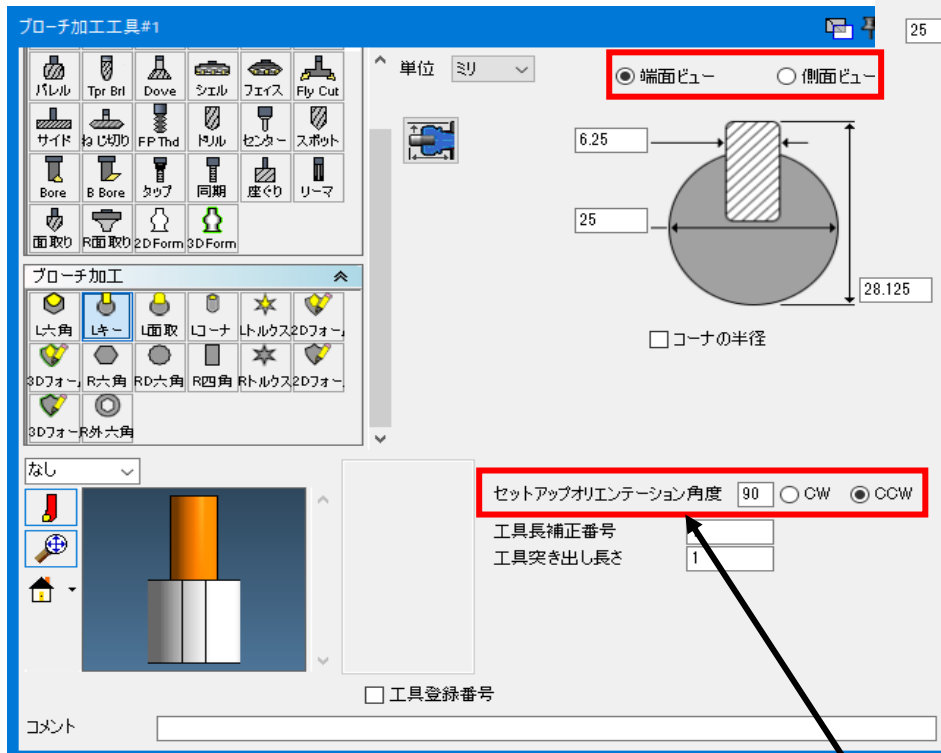 ブローチ加工工具#1
25
単位 ミリ
端面ビュー 側面ビュー
バレル Tpr Brl Dove シェル フェイス Fly Cut
サイド ねじ切り FP Thd ドリル センター スポット
Bore B Bore タップ 同期 座ぐり リーマ
面取り R面取り 2D Form 3D Form
6.25
25
28.125
コーナの半径
ブローチ加工
L六角 Lキー L面取 Lコーナ Lトルクス 2Dフォー
3Dフォー R六角 RD六角 R四角 Rトルクス 2Dフォー
3Dフォー R外六角
なし
セットアップオリエンテーション角度 90 CW CCW
工具長補正番号
工具突き出し長さ 1
工具登録番号
コメント